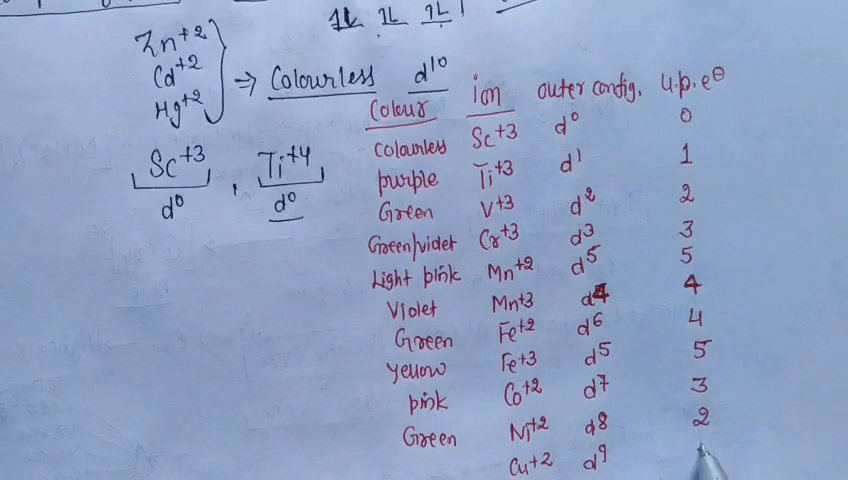 1L 1L 1L
Zn+2
Cd+2
Hg+2
⇒ Colourless d10
Sc+3 , Ti+4
d0 d0
Colour ion outer config. u.p.e⊖
colourless Sc+3 d0 0
purple Ti+3 d1 1
Green V+3 d2 2
Green/violet Cr+3 d3 3
Light pink Mn+2 d5 5
Violet Mn+3 d4 4
Green Fe+2 d6 4
yellow Fe+3 d5 5
pink Co+2 d7 3
Green Ni+2 d8 2
Cu+2 d9